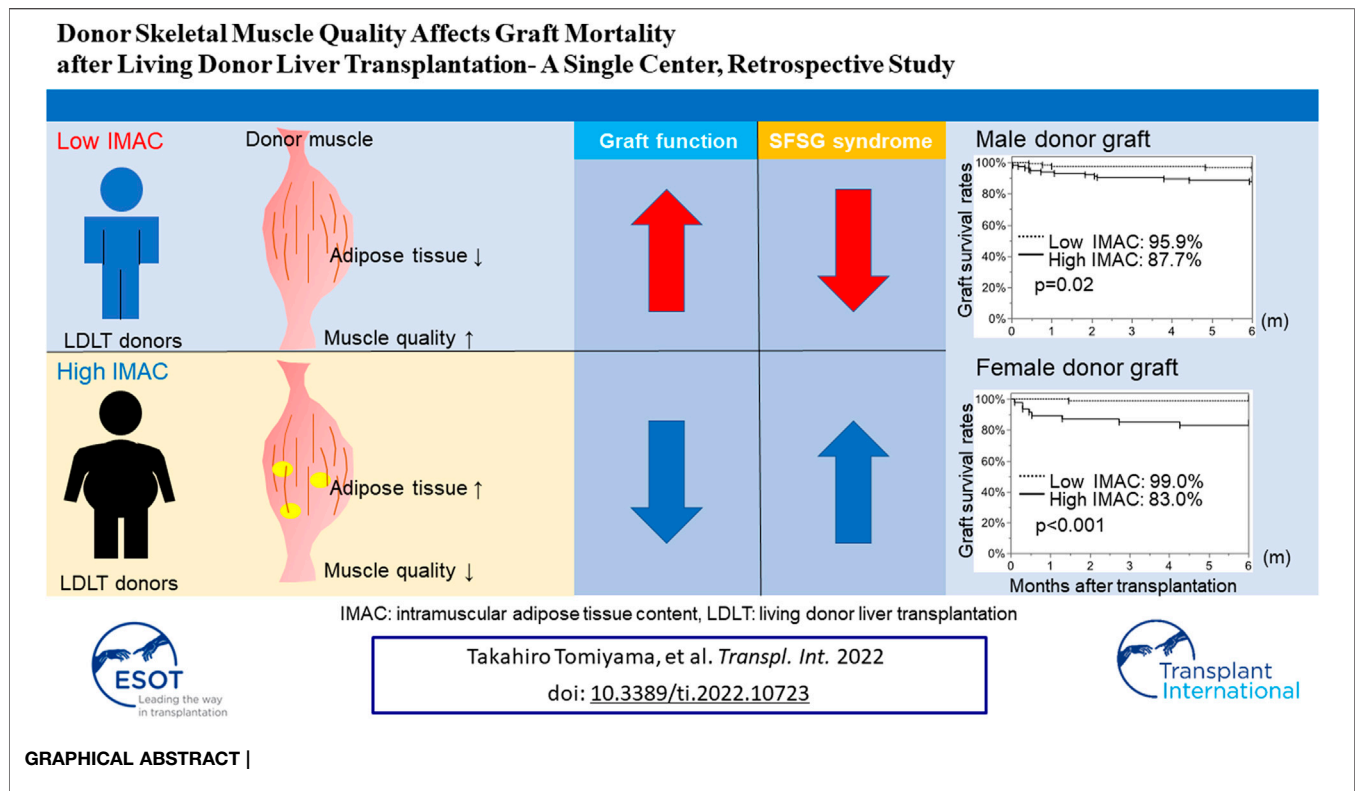 Donor Skeletal Muscle Quality Affects Graft Mortality
after Living Donor Liver Transplantation- A Single Center, Retrospective Study
Low IMAC
Donor muscle
Adipose tissue ↓
LDLT donors
Muscle quality ↑
High IMAC
Adipose tissue ↑
LDLT donors
Muscle quality ↓
Graft function
SFSG syndrome
Male donor graft
Graft survival rates
100%
80%
60%
40%
20%
0%
Low IMAC: 95.9%
High IMAC: 87.7%
p=0.02
0 1 2 3 4 5 6
(m)
Female donor graft
Graft survival rates
100%
80%
60%
40%
20%
0%
Low IMAC: 99.0%
High IMAC: 83.0%
p<0.001
0 1 2 3 4 5 6
(m)
Months after transplantation
IMAC: intramuscular adipose tissue content, LDLT: living donor liver transplantation
ESOT
Leading the way
in transplantation
Takahiro Tomiyama, et al. Transpl. Int. 2022
doi: 10.3389/ti.2022.10723
Transplant
International
GRAPHICAL ABSTRACT |